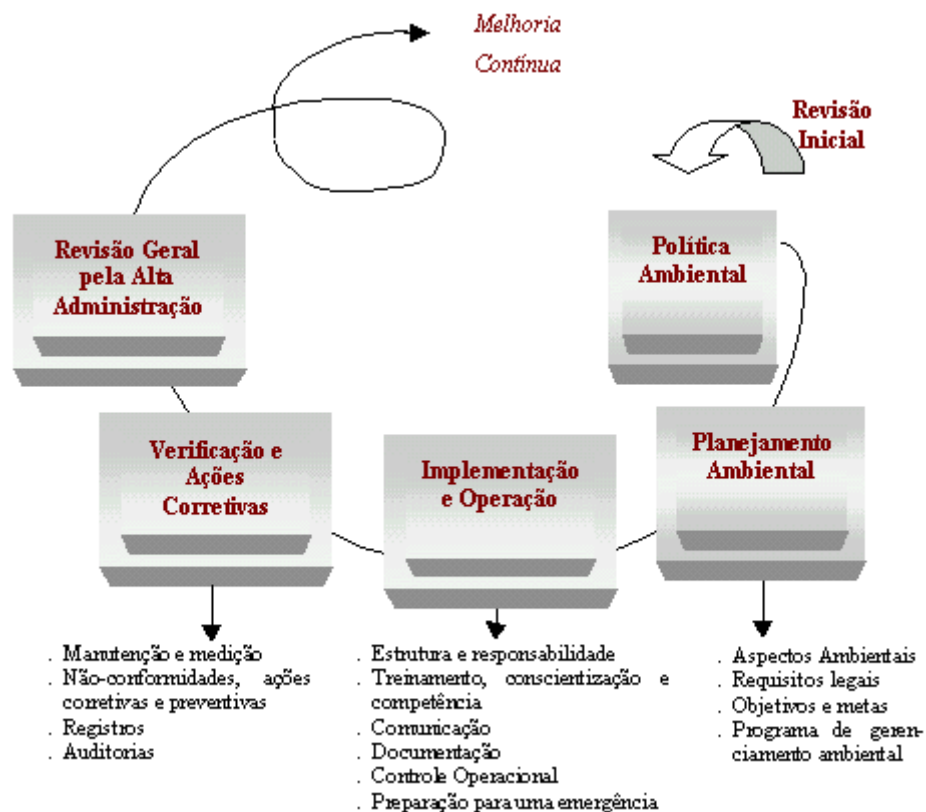 Melhoria
Contínua
Revisão
Inicial
Revisão Geral
pela Alta
Administração
Política
Ambiental
Verificação e
Ações
Corretivas
Implementação
e Operação
Planejamento
Ambiental
. Manutenção e medição
. Não-conformidades, ações
corretivas e preventivas
. Registros
. Auditorias
. Estrutura e responsabilidade
. Treinamento, conscientização e
competência
. Comunicação
. Documentação
. Controle Operacional
. Preparação para uma emergência
. Aspectos Ambientais
. Requisitos legais
. Objetivos e metas
. Programa de geren-
ciamento ambiental